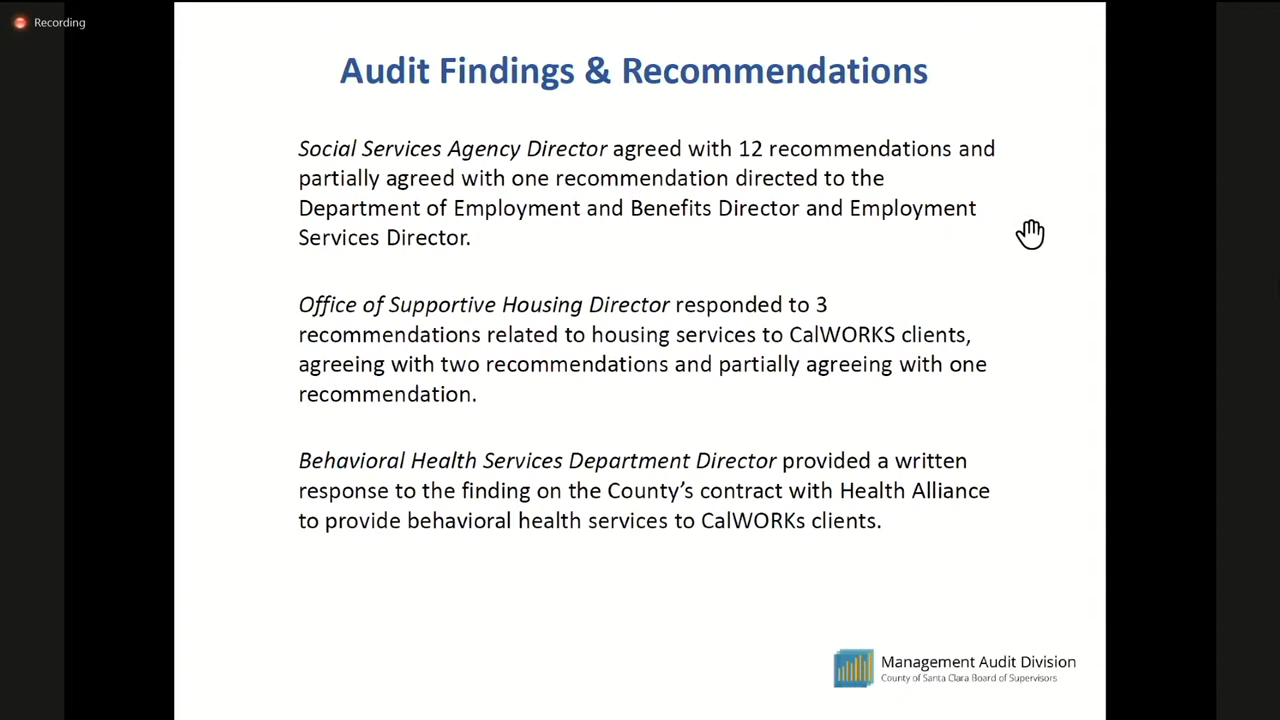 Recording
Audit Findings & Recommendations
Social Services Agency Director agreed with 12 recommendations and
partially agreed with one recommendation directed to the
Department of Employment and Benefits Director and Employment
Services Director.
Office of Supportive Housing Director responded to 3
recommendations related to housing services to CalWORKS clients,
agreeing with two recommendations and partially agreeing with one
recommendation.
Behavioral Health Services Department Director provided a written
response to the finding on the County's contract with Health Alliance
to provide behavioral health services to CalWORKs clients.
Management Audit Division
County of Santa Clara Board of Supervisors